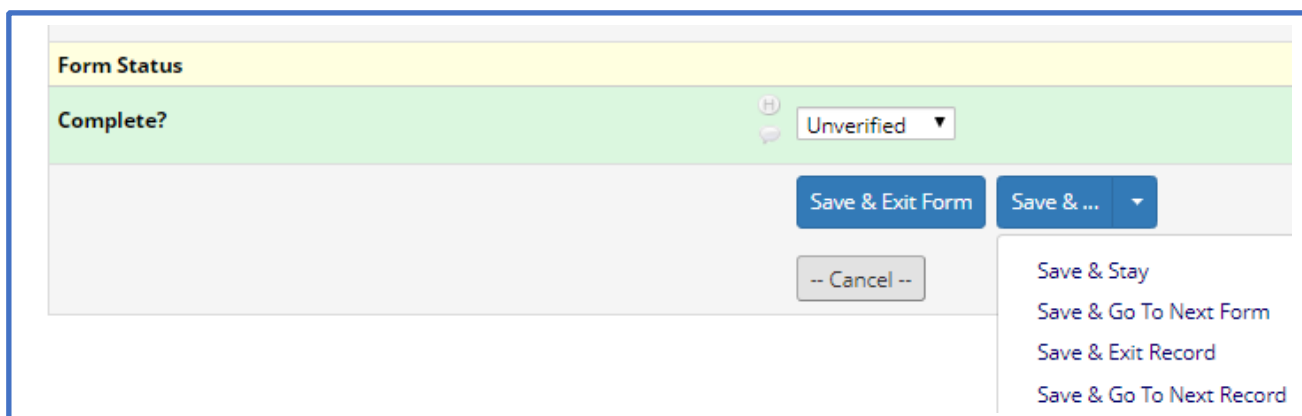 Form Status
Complete?
H
Unverified
Save & Exit Form
Save & ...
-- Cancel --
Save & Stay
Save & Go To Next Form
Save & Exit Record
Save & Go To Next Record